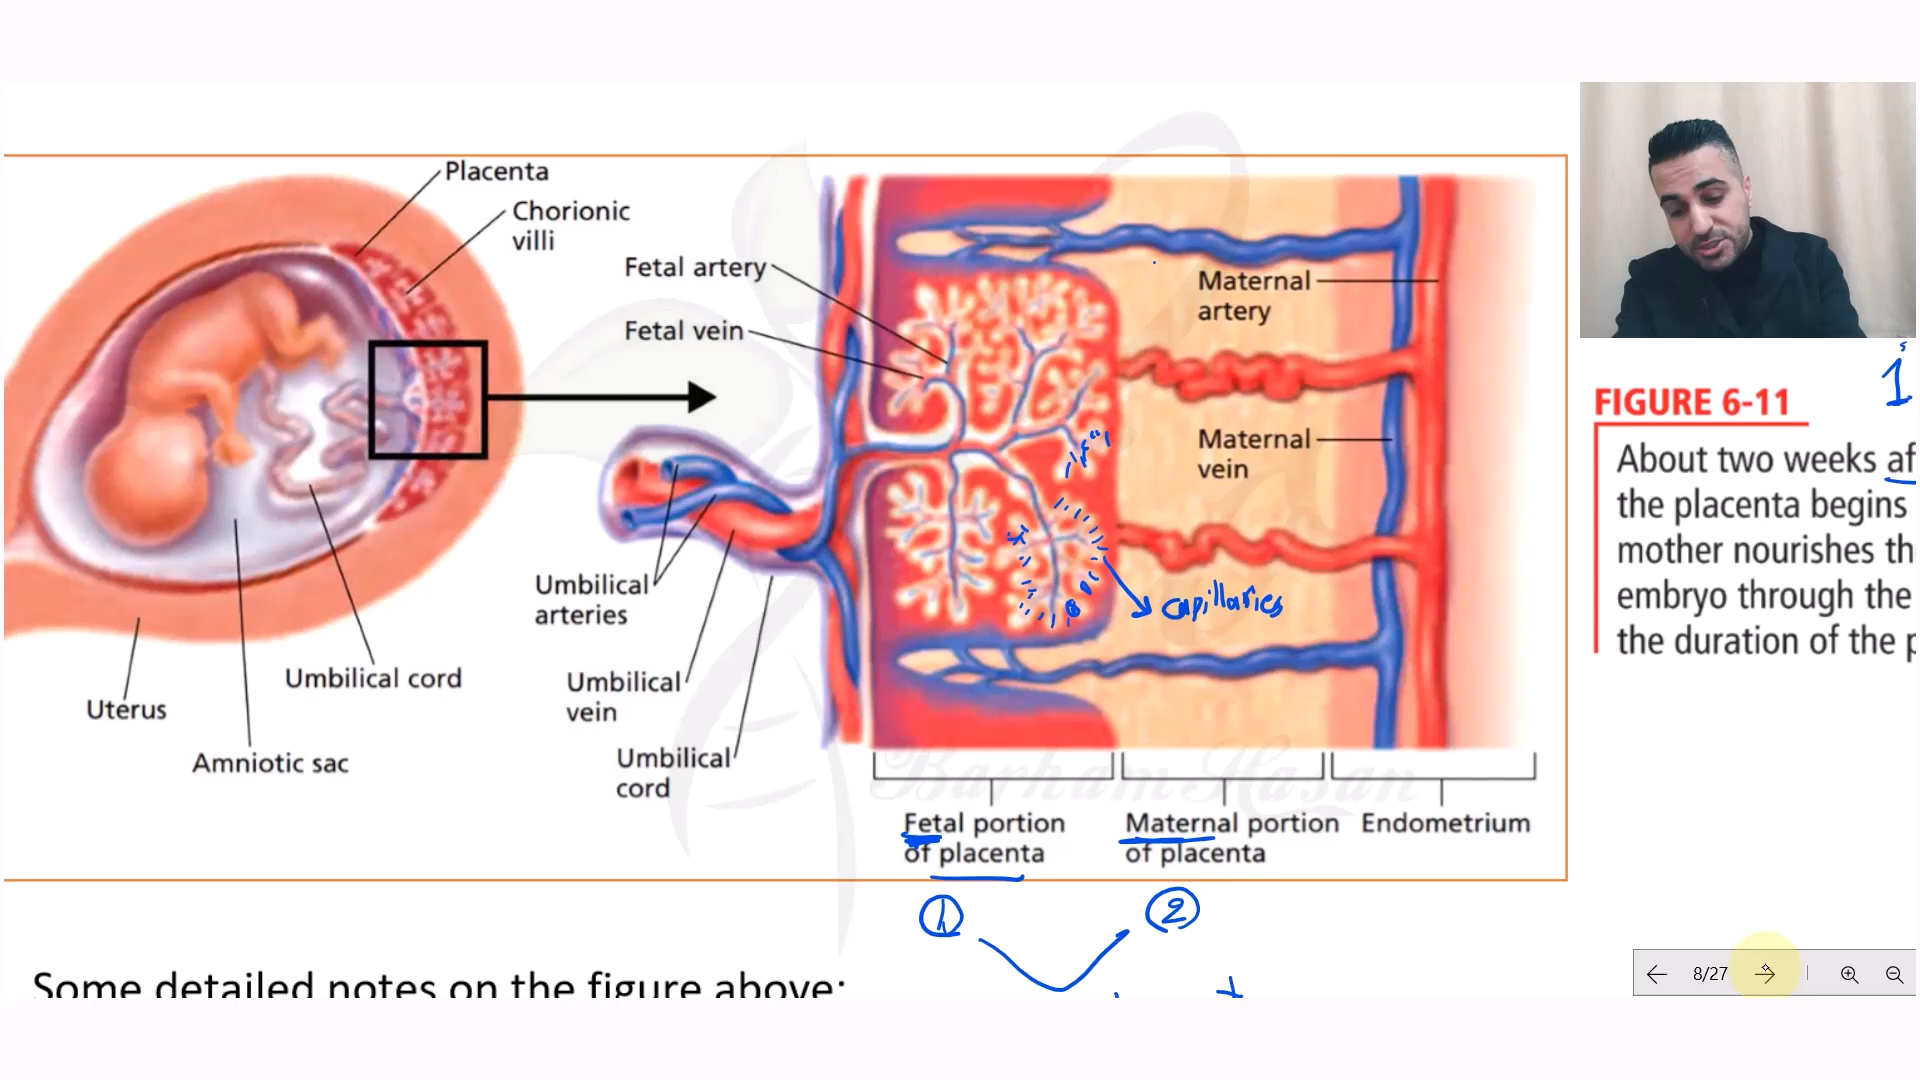 Placenta
Chorionic
villi
Fetal artery
Fetal vein
Maternal
artery
Maternal
vein
capillaries
Umbilical
arteries
Umbilical
vein
Umbilical
cord
Umbilical cord
Uterus
Amniotic sac
Fetal portion
of placenta
Maternal portion
of placenta
Endometrium
Barham Hasan
1
2
1
FIGURE 6-11
About two weeks af
the placenta begins
mother nourishes th
embryo through the
the duration of the p
Some detailed notes on the figure above:
8/27